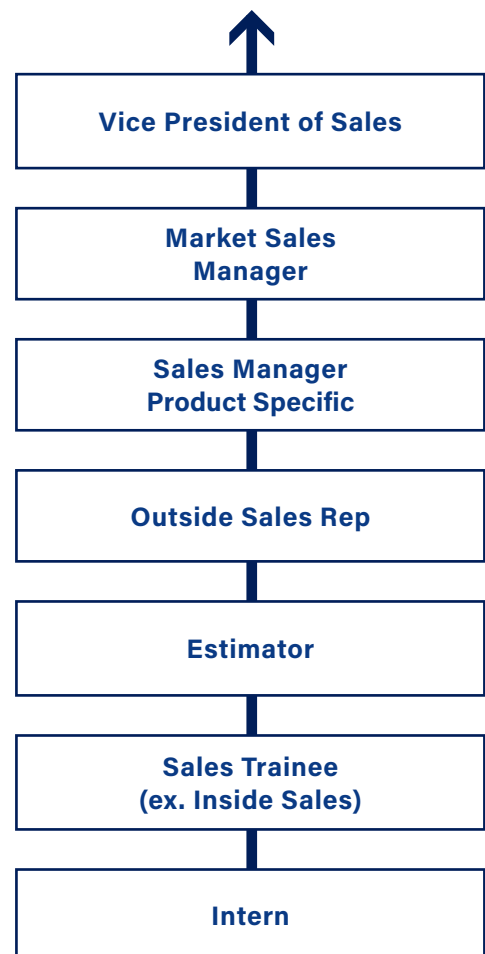 Vice President of Sales
Market Sales
Manager
Sales Manager
Product Specific
Outside Sales Rep
Estimator
Sales Trainee
(ex. Inside Sales)
Intern